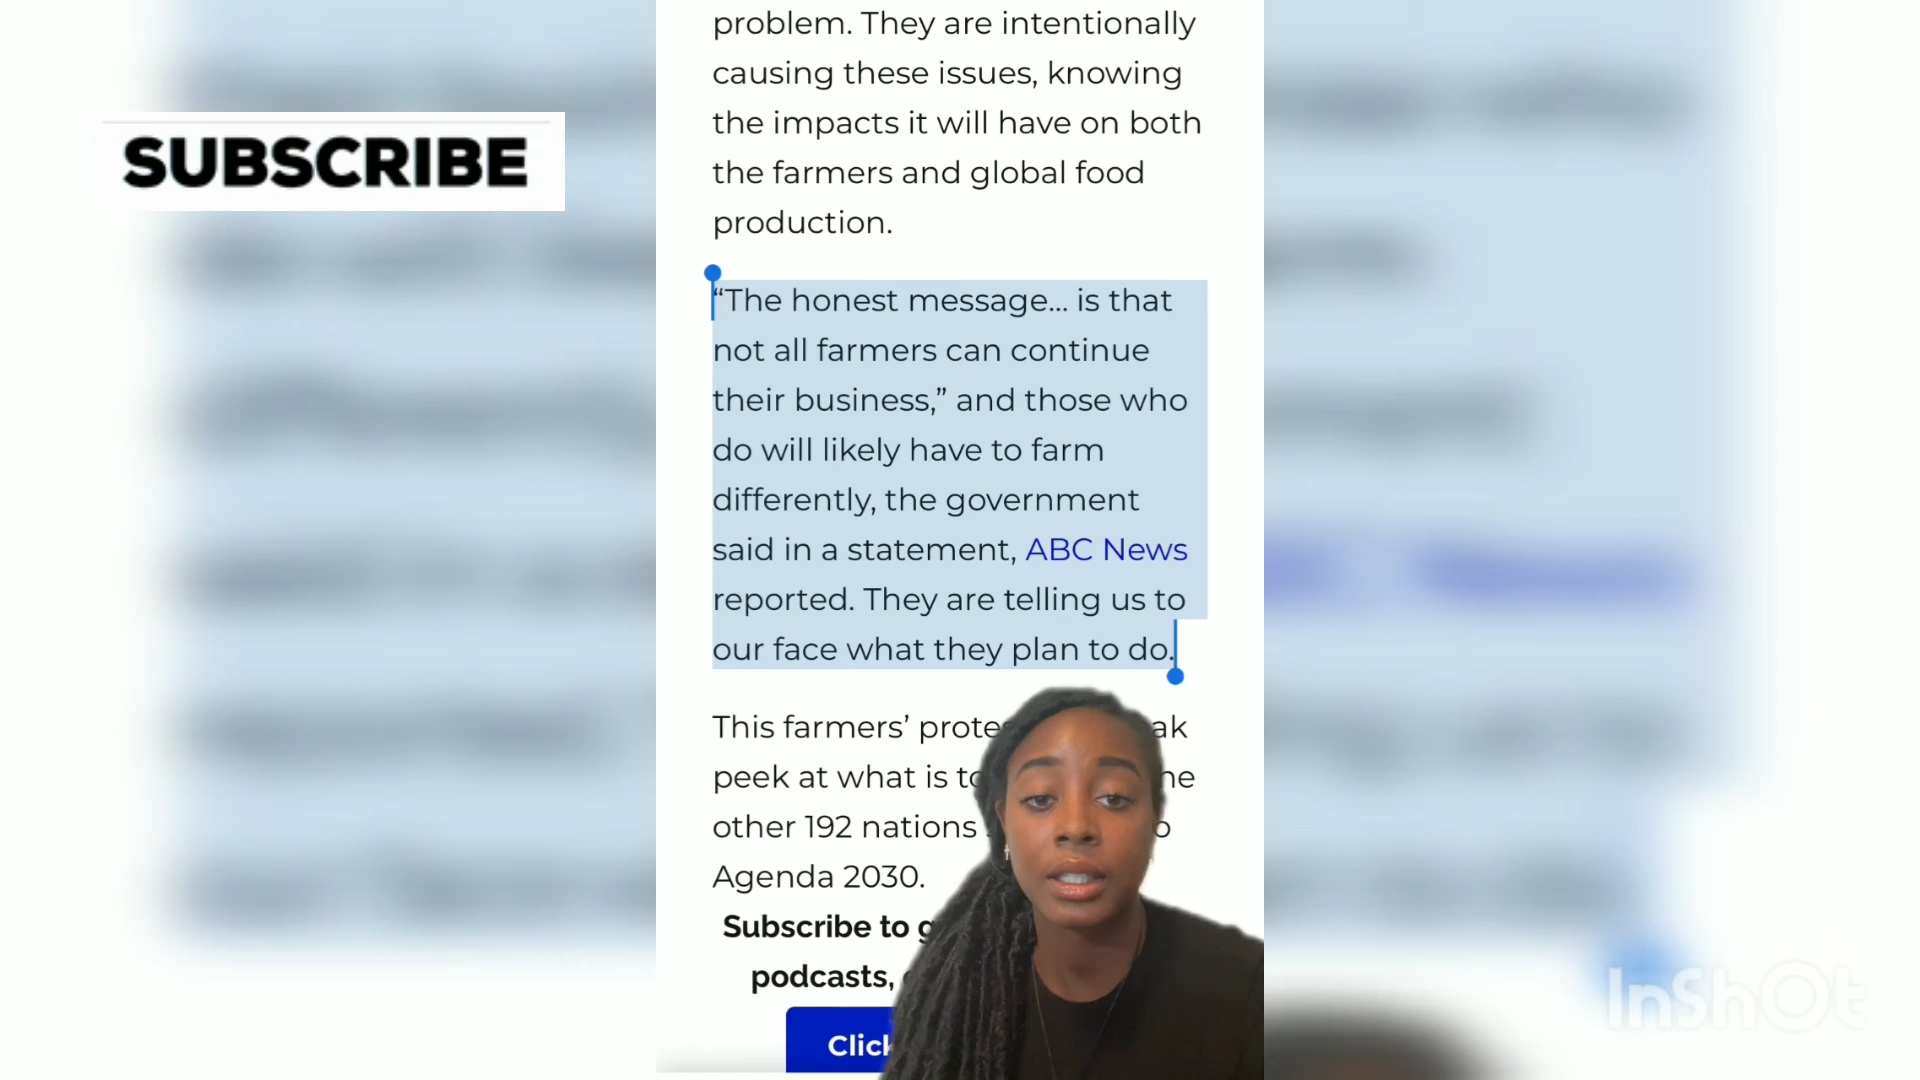 SUBSCRIBE
problem. They are intentionally
causing these issues, knowing
the impacts it will have on both
the farmers and global food
production.
“The honest message... is that
not all farmers can continue
their business,” and those who
do will likely have to farm
differently, the government
said in a statement, ABC News
reported. They are telling us to
our face what they plan to do.
This farmers’
peek at what is
other 192 nations
Agenda 2030.
Subscribe to
podcasts,
InShOt